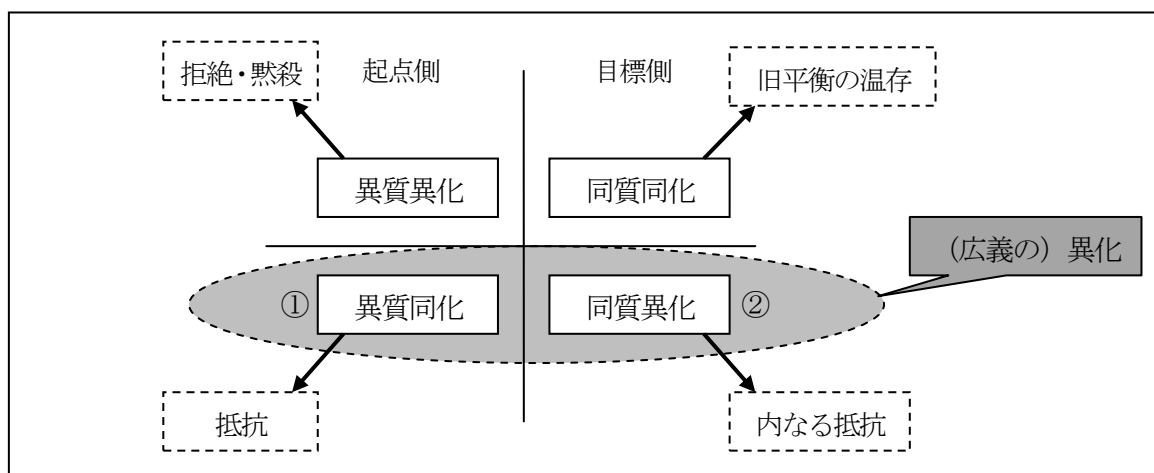 拒絶・黙殺
起点側
目標側
旧平衡の温存
異質異化
同質同化
(広義の)異化
①
異質同化
同質異化
②
抵抗
内なる抵抗